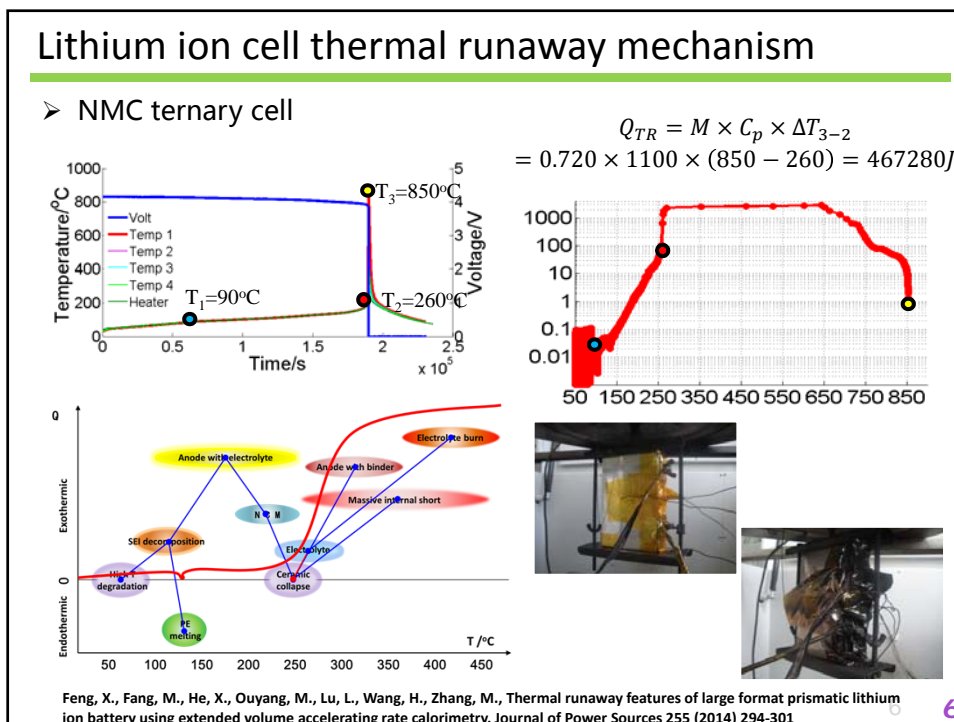 Lithium ion cell thermal runaway mechanism
➢ NMC ternary cell
Q_TR = M × C_p × ΔT_3−2
= 0.720 × 1100 × (850 − 260) = 467280J
Temperature/°C
1000
800
600
400
200
0
Volt
Temp 1
Temp 2
Temp 3
Temp 4
Heater
T₁=90°C
T₃=850°C
T₂=260°C
5
4
3
2
1
0
Voltage/V
0 0.5 1 1.5 2 2.5
Time/s
x 10⁵
1000
100
10
1
0.1
0.01
50 150 250 350 450 550 650 750 850
Q
Exothermic
0
Endothermic
Electrolyte burn
Anode with electrolyte
Anode with binder
Massive internal short
N M
SEI decomposition
Electrolyte
High T
degradation
Ceramic
collapse
PE
melting
T /°C
50 100 150 200 250 300 350 400 450
Feng, X., Fang, M., He, X., Ouyang, M., Lu, L., Wang, H., Zhang, M., Thermal runaway features of large format prismatic lithium
ion battery using extended volume accelerating rate calorimetry. Journal of Power Sources 255 (2014) 294-301
6
6